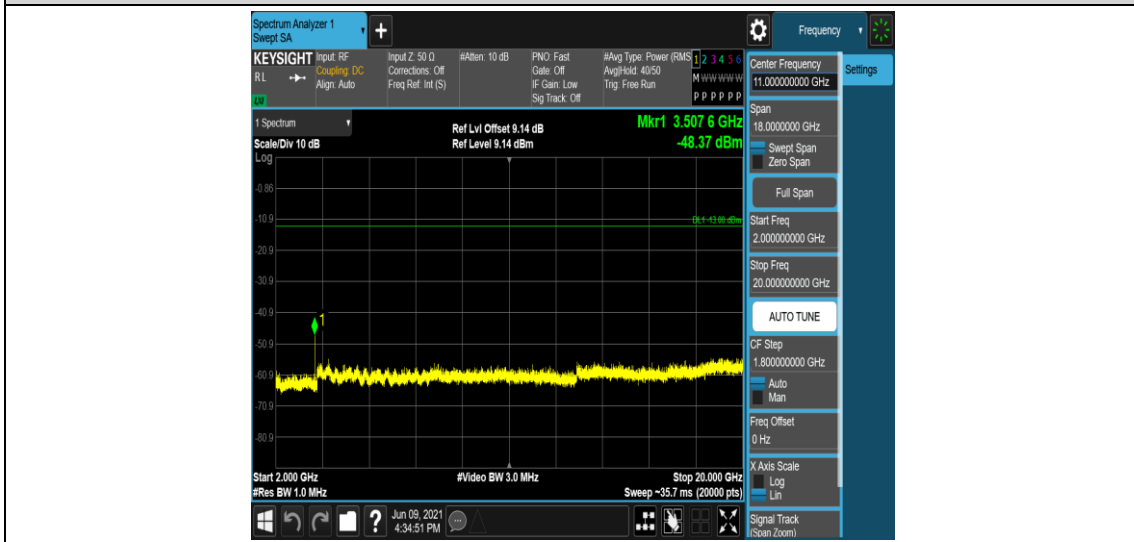 Spectrum Analyzer 1
Swept SA
Frequency
KEYSIGHT
RL
Input: RF
Coupling: DC
Align: Auto
Input Z: 50 Ω
Corrections: Off
Freq Ref: Int (S)
#Atten: 10 dB
PNO: Fast
Gate: Off
IF Gain: Low
Sig Track: Off
#Avg Type: Power (RMS
Avg|Hold: 40/50
Trig: Free Run
1 2 3 4 5 6
M W W W W W
P P P P P P
1 Spectrum
Scale/Div 10 dB
Log
Ref Lvl Offset 9.14 dB
Ref Level 9.14 dBm
Mkr1 3.507 6 GHz
-48.37 dBm
-0.86
-10.9
DL1 -13.00 dBm
-20.9
-30.9
-40.9
1
-50.9
-60.9
-70.9
-80.9
Start 2.000 GHz
#Video BW 3.0 MHz
Stop 20.000 GHz
#Res BW 1.0 MHz
Sweep ~35.7 ms (20000 pts)
Jun 09, 2021
4:34:51 PM
Center Frequency
11.000000000 GHz
Settings
Span
18.0000000 GHz
Swept Span
Zero Span
Full Span
Start Freq
2.000000000 GHz
Stop Freq
20.000000000 GHz
AUTO TUNE
CF Step
1.800000000 GHz
Auto
Man
Freq Offset
0 Hz
X Axis Scale
Log
Lin
Signal Track
(Span Zoom)